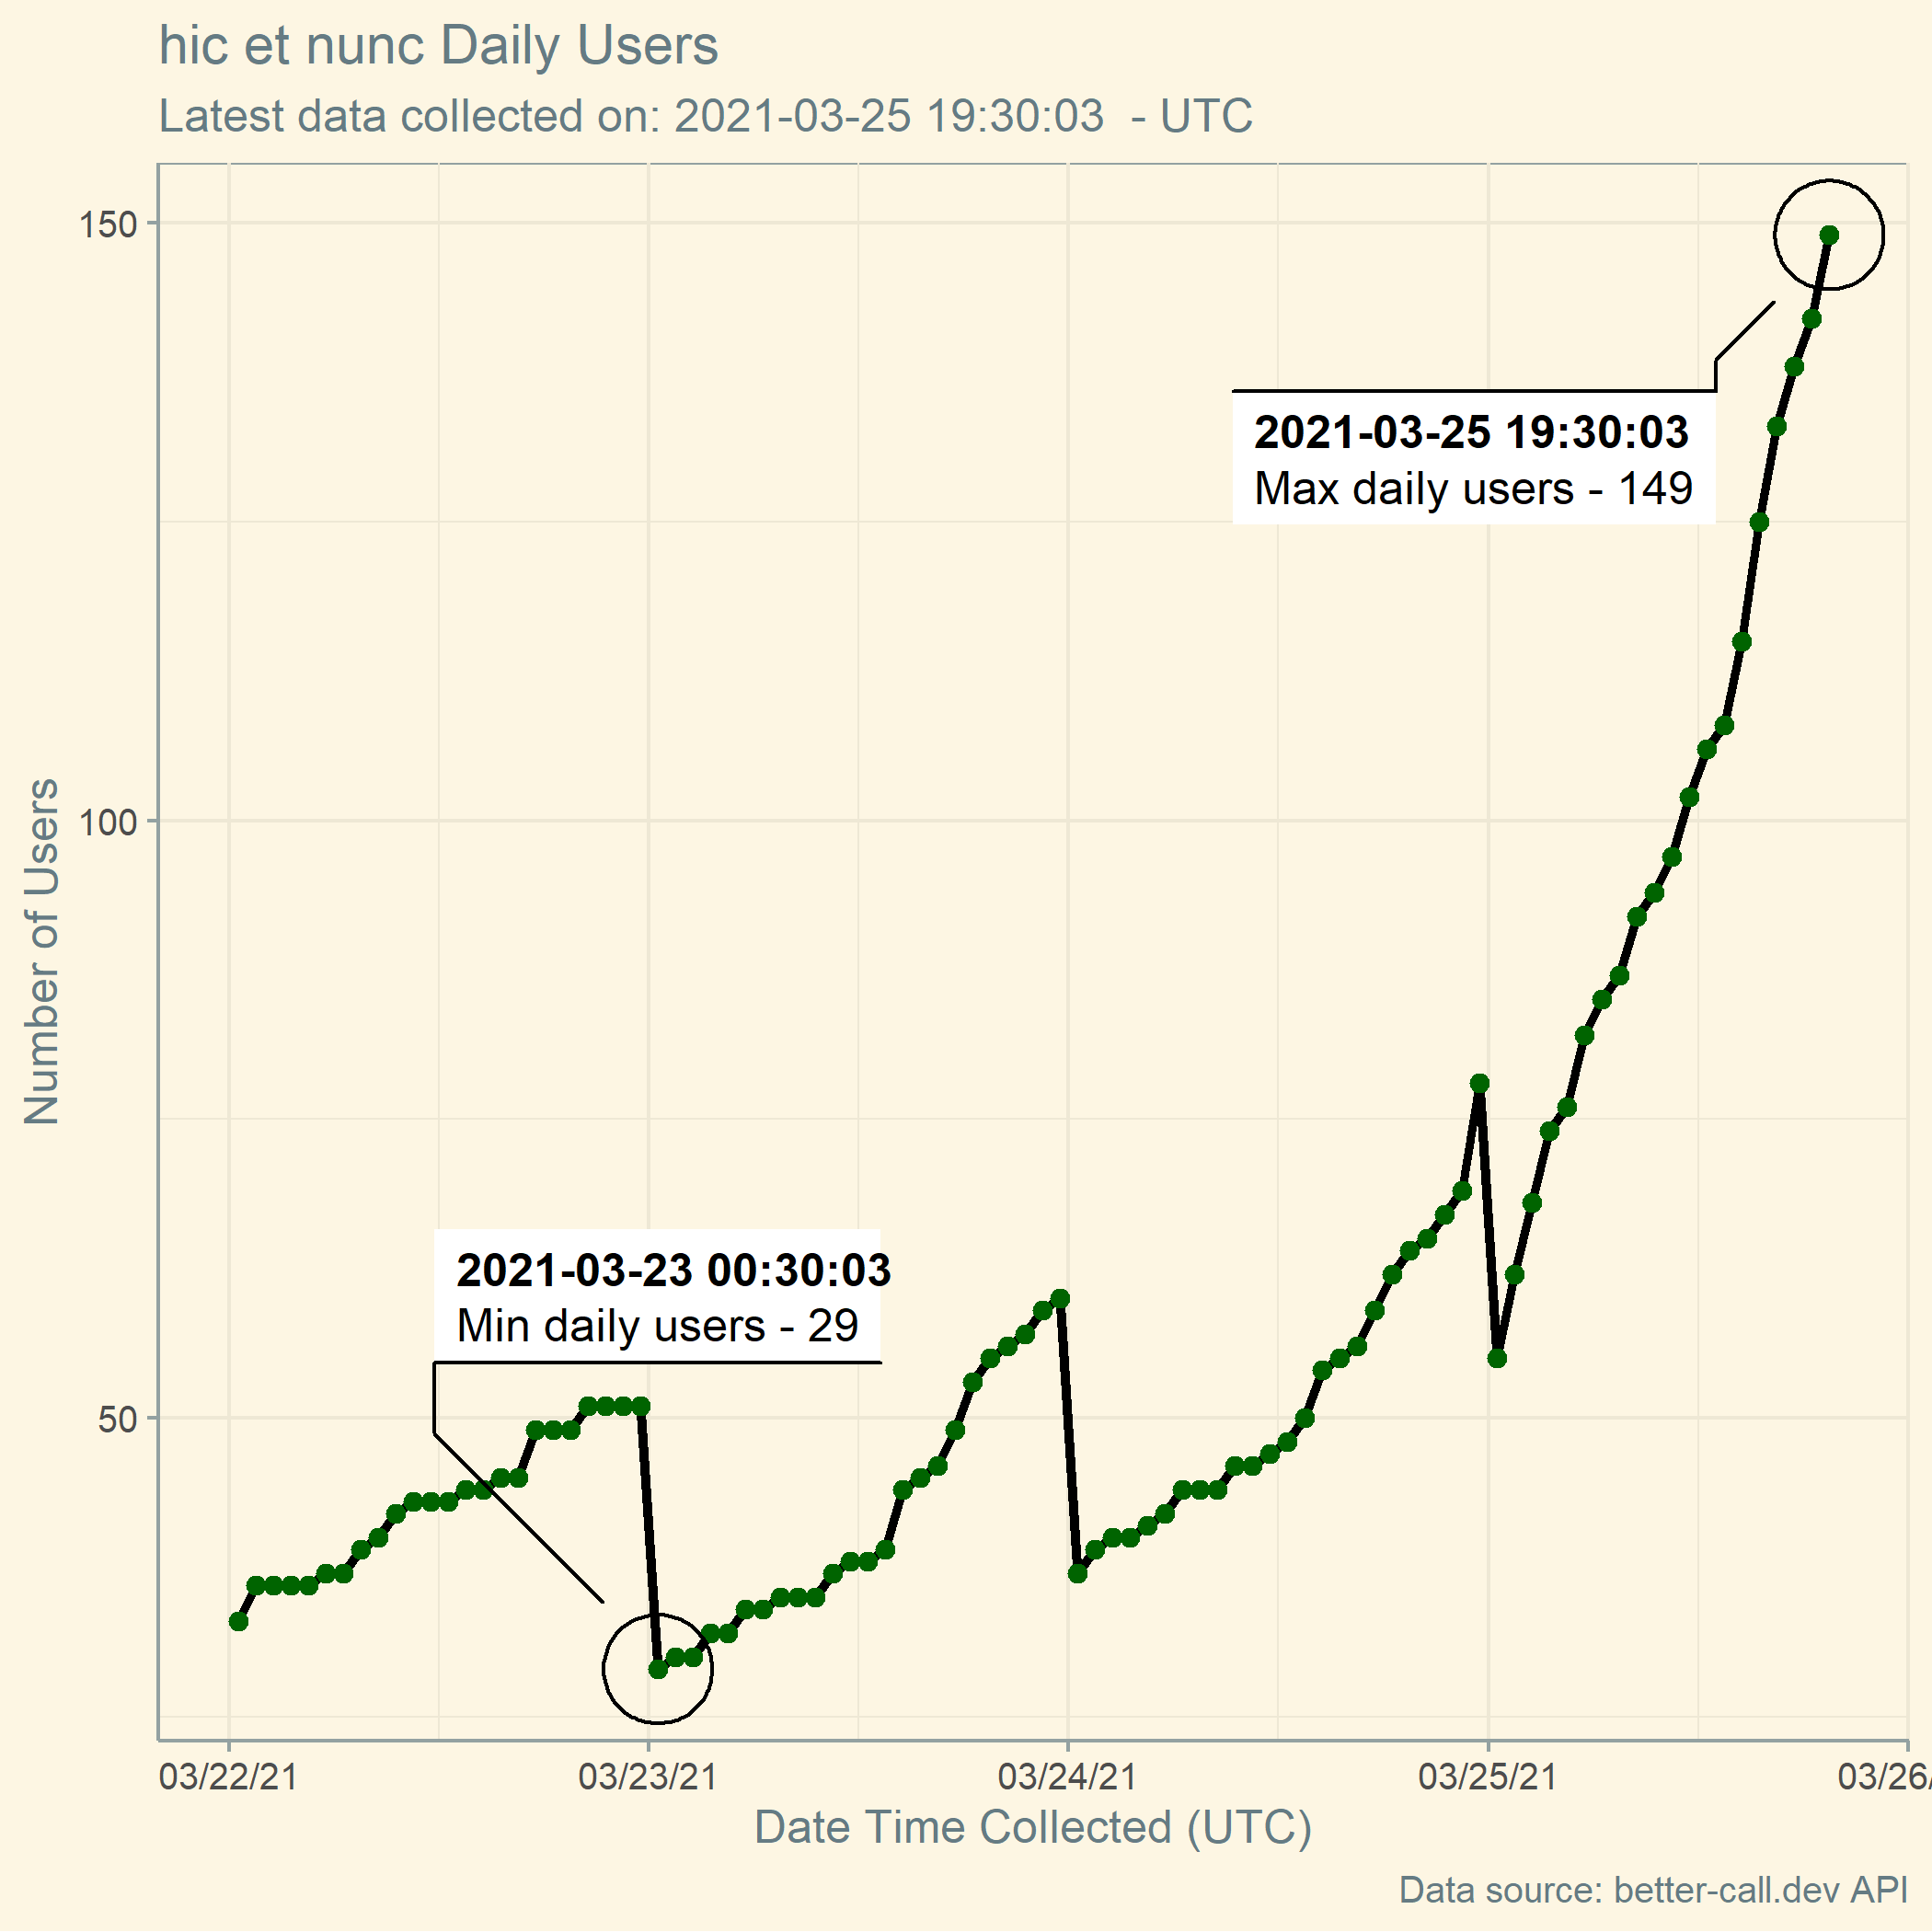 hic et nunc Daily Users
Latest data collected on: 2021-03-25 19:30:03  - UTC
150
100
50
Number of Users
2021-03-25 19:30:03
Max daily users - 149
2021-03-23 00:30:03
Min daily users - 29
03/22/21
03/23/21
03/24/21
03/25/21
03/26/
Date Time Collected (UTC)
Data source: better-call.dev API